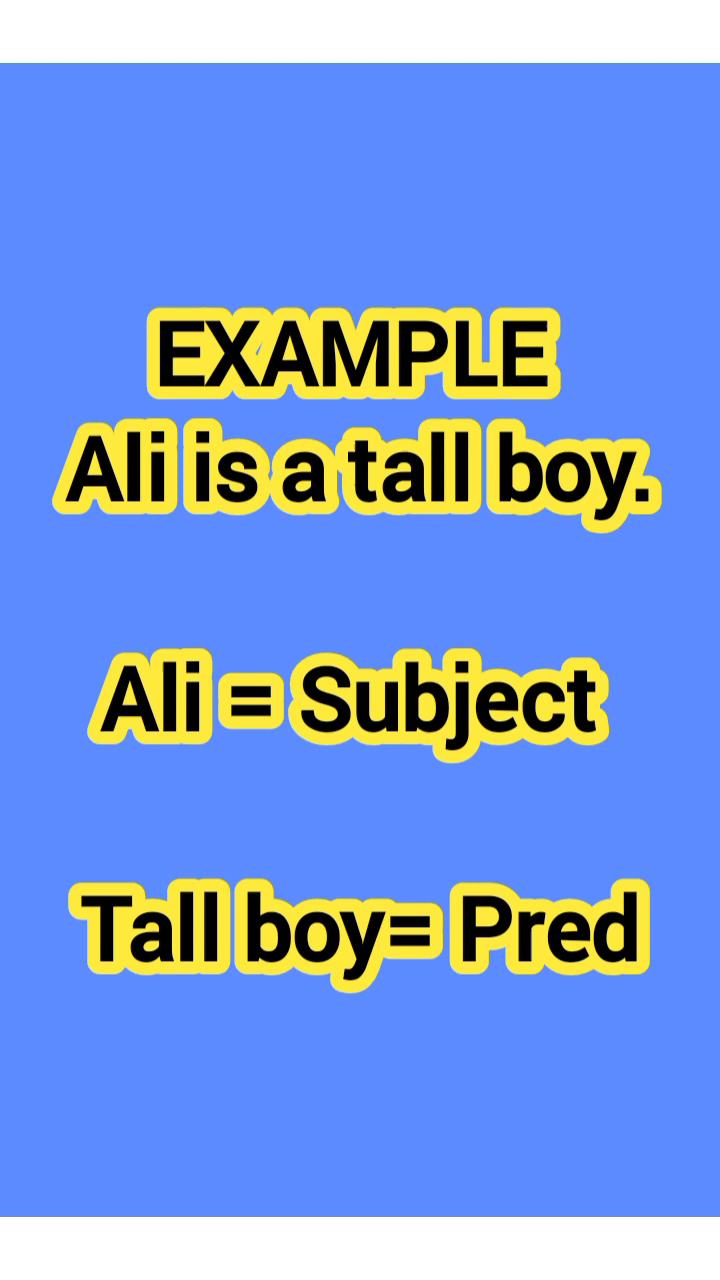 EXAMPLE
Ali is a tall boy.
Ali = Subject
Tall boy= Pred